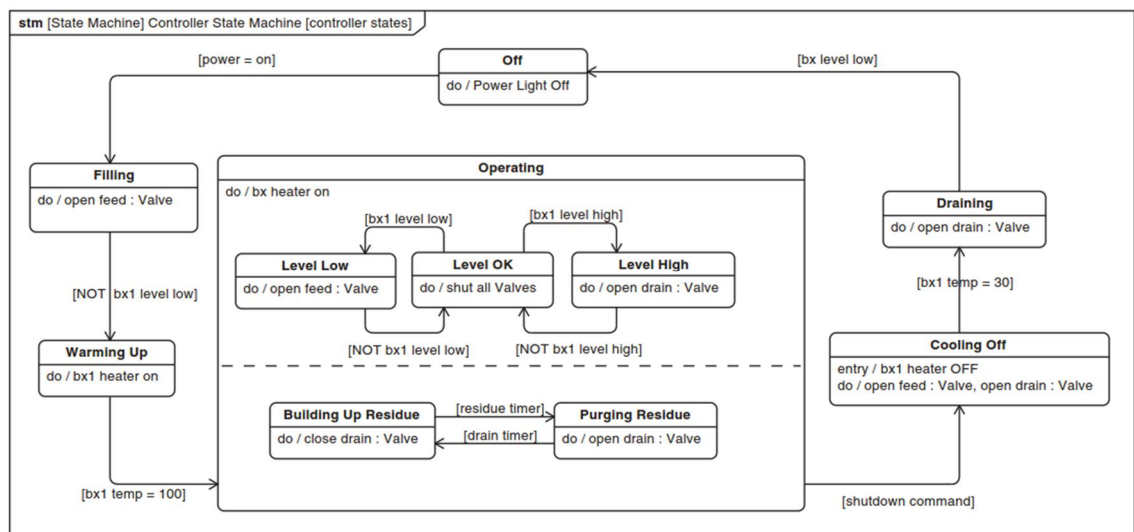 stm [State Machine] Controller State Machine [controller states]
[power = on]
Off
do / Power Light Off
[bx level low]
Filling
do / open feed : Valve
Operating
do / bx heater on
Draining
do / open drain : Valve
[bx1 level low]
[bx1 level high]
Level Low
do / open feed : Valve
Level OK
do / shut all Valves
Level High
do / open drain : Valve
[NOT bx1 level low]
[bx1 temp = 30]
[NOT bx1 level low]
[NOT bx1 level high]
Warming Up
do / bx1 heater on
Cooling Off
entry / bx1 heater OFF
do / open feed : Valve, open drain : Valve
Building Up Residue
do / close drain : Valve
[residue timer]
[drain timer]
Purging Residue
do / open drain : Valve
[bx1 temp = 100]
[shutdown command]